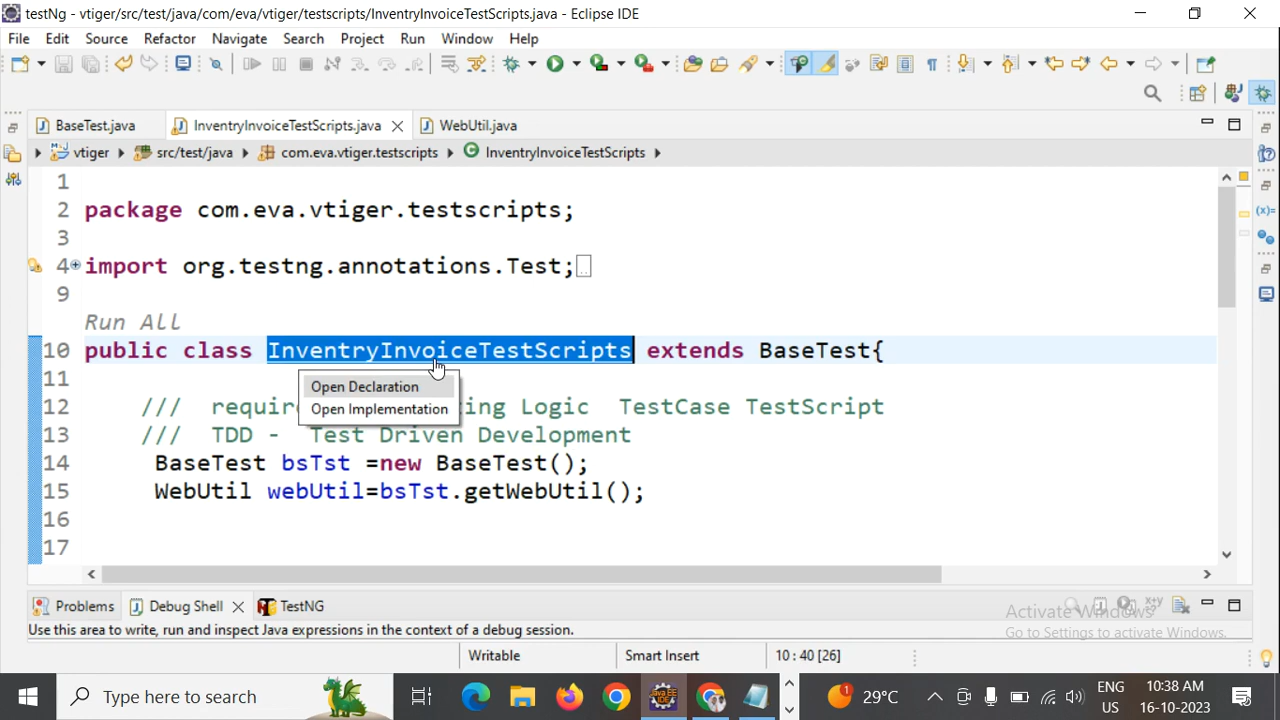 testNg - vtiger/src/test/java/com/eva/vtiger/testscripts/InventryInvoiceTestScripts.java - Eclipse IDE
File Edit Source Refactor Navigate Search Project Run Window Help
BaseTest.java InventryInvoiceTestScripts.java WebUtil.java
vtiger src/test/java com.eva.vtiger.testscripts InventryInvoiceTestScripts
1
2 package com.eva.vtiger.testscripts;
3
4 import org.testng.annotations.Test;
9
Run All
10 public class InventryInvoiceTestScripts extends BaseTest{
11
Open Declaration
12 /// requir ing Logic TestCase TestScript
Open Implementation
13 /// TDD - Test Driven Development
14 BaseTest bsTst =new BaseTest();
15 WebUtil webUtil=bsTst.getWebUtil();
16
17
Problems Debug Shell TestNG
Activate Windows
Use this area to write, run and inspect Java expressions in the context of a debug session.
Go to Settings to activate Windows.
Writable Smart Insert 10 : 40 [26]
Type here to search 1 29°C ENG US 10:38 AM 16-10-2023